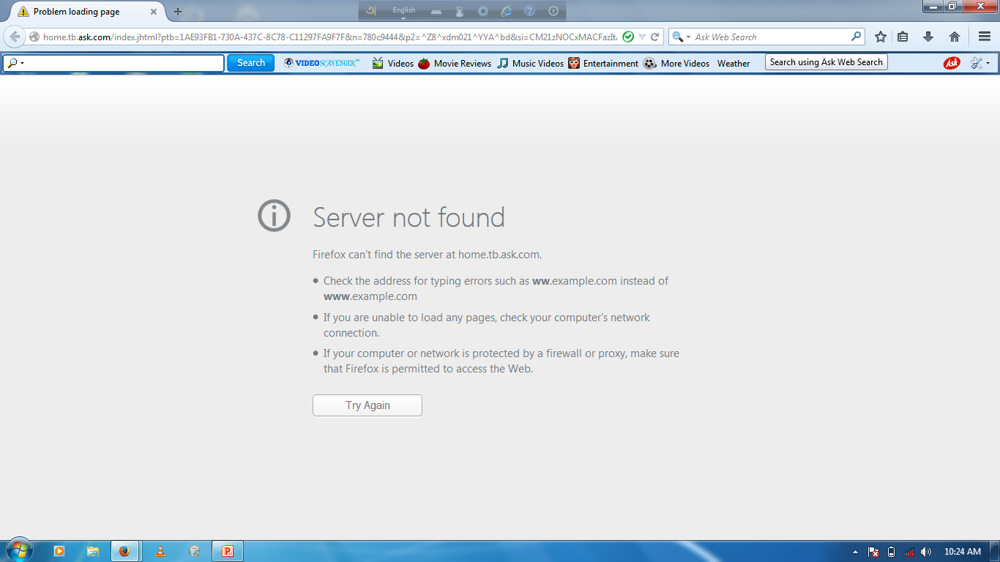 Problem loading page
English
home.tb.ask.com/index.jhtml?ptb=1AE93FB1-730A-437C-8C78-C11297FA9F7F&n=780c9444&p2=^Z8^xdm021^YYA^bd&si=CM21zNOCxMACFazIt
Ask Web Search
Search
VIDEO SCAVENGER™
Videos
Movie Reviews
Music Videos
Entertainment
More Videos
Weather
Search using Ask Web Search
Ask
Server not found
Firefox can't find the server at home.tb.ask.com.
Check the address for typing errors such as ww.example.com instead of
www.example.com
If you are unable to load any pages, check your computer's network
connection.
If your computer or network is protected by a firewall or proxy, make sure
that Firefox is permitted to access the Web.
Try Again
10:24 AM